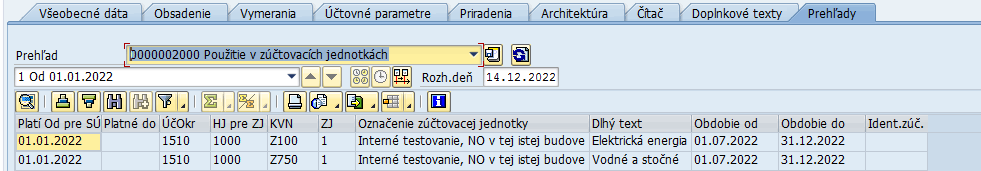 Všeobecné dáta Obsadenie Vymerania Účtovné parametre Priradenia Architektúra Čítač Doplnkové texty Prehľady
Prehľad 0000002000 Použitie v zúčtovacích jednotkách
1 Od 01.01.2022 Rozh.deň 14.12.2022
Platí Od pre SÚ Platné do ÚčOkr HJ pre ZJ KVN ZJ Označenie zúčtovacej jednotky Dlhý text Obdobie od Obdobie do Ident.zúč.
01.01.2022 1510 1000 Z100 1 Interné testovanie, NO v tej istej budove Elektrická energia 01.07.2022 31.12.2022
01.01.2022 1510 1000 Z750 1 Interné testovanie, NO v tej istej budove Vodné a stočné 01.07.2022 31.12.2022